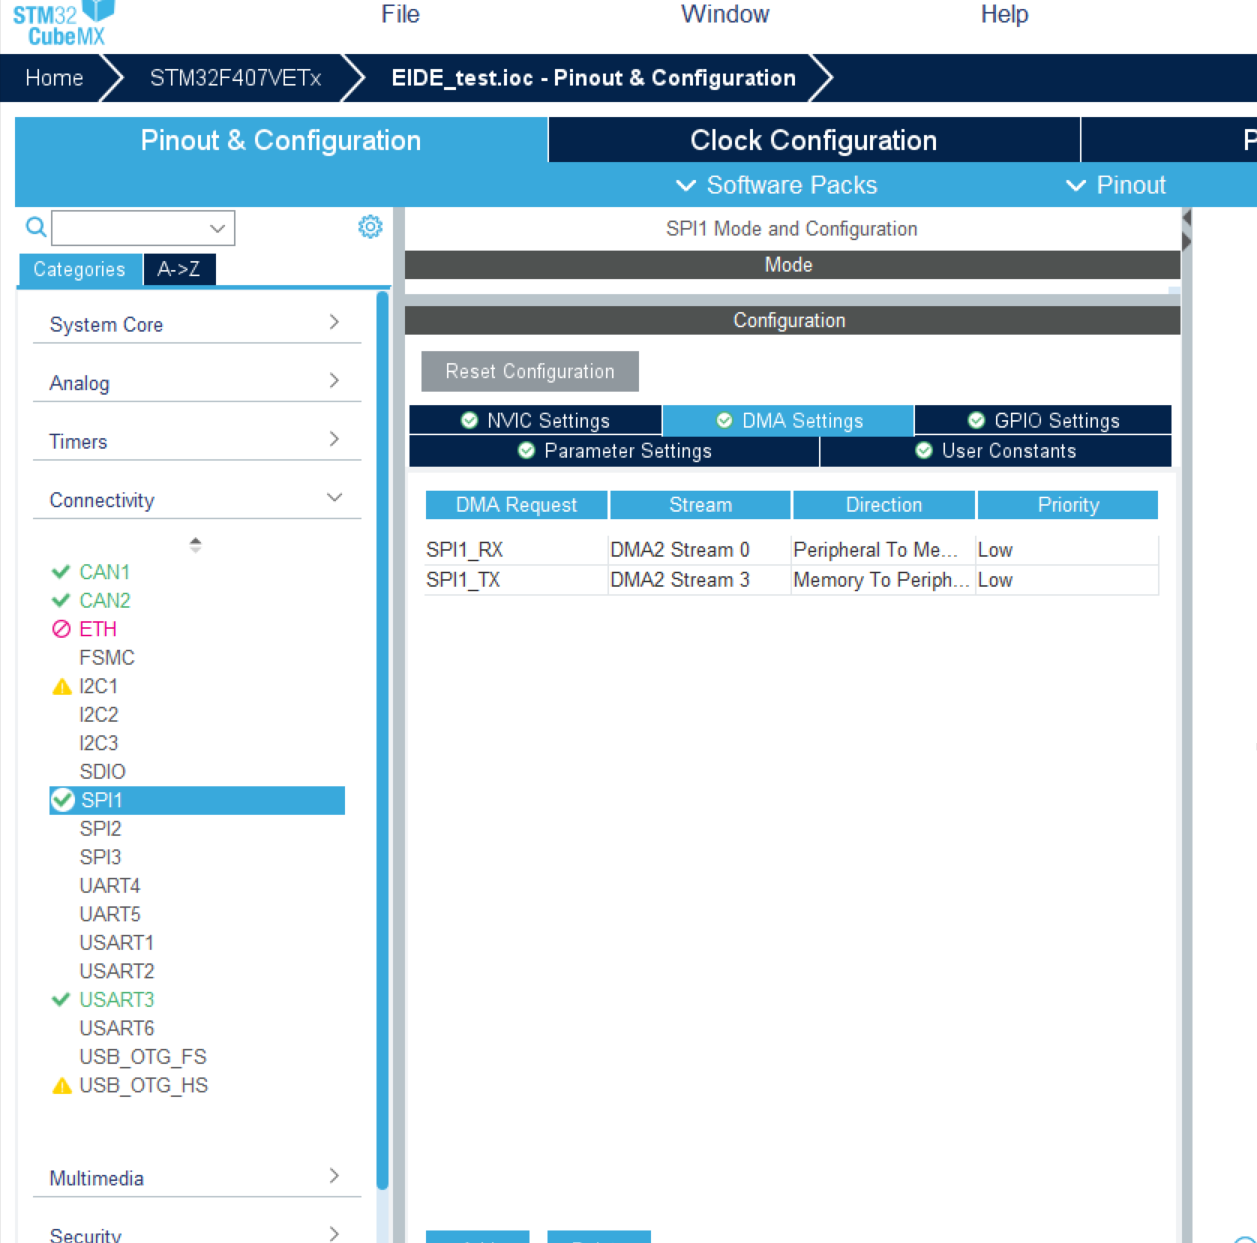 STM32
CubeMX
File Window Help
Home STM32F407VETx EIDE_test.ioc - Pinout & Configuration
Pinout & Configuration Clock Configuration P
Software Packs Pinout
SPI1 Mode and Configuration
Categories A->Z
Mode
Configuration
Reset Configuration
NVIC Settings DMA Settings GPIO Settings
Parameter Settings User Constants
DMA Request Stream Direction Priority
SPI1_RX DMA2 Stream 0 Peripheral To Me... Low
SPI1_TX DMA2 Stream 3 Memory To Periph... Low
System Core
Analog
Timers
Connectivity
CAN1
CAN2
ETH
FSMC
I2C1
I2C2
I2C3
SDIO
SPI1
SPI2
SPI3
UART4
UART5
USART1
USART2
USART3
USART6
USB_OTG_FS
USB_OTG_HS
Multimedia
Security